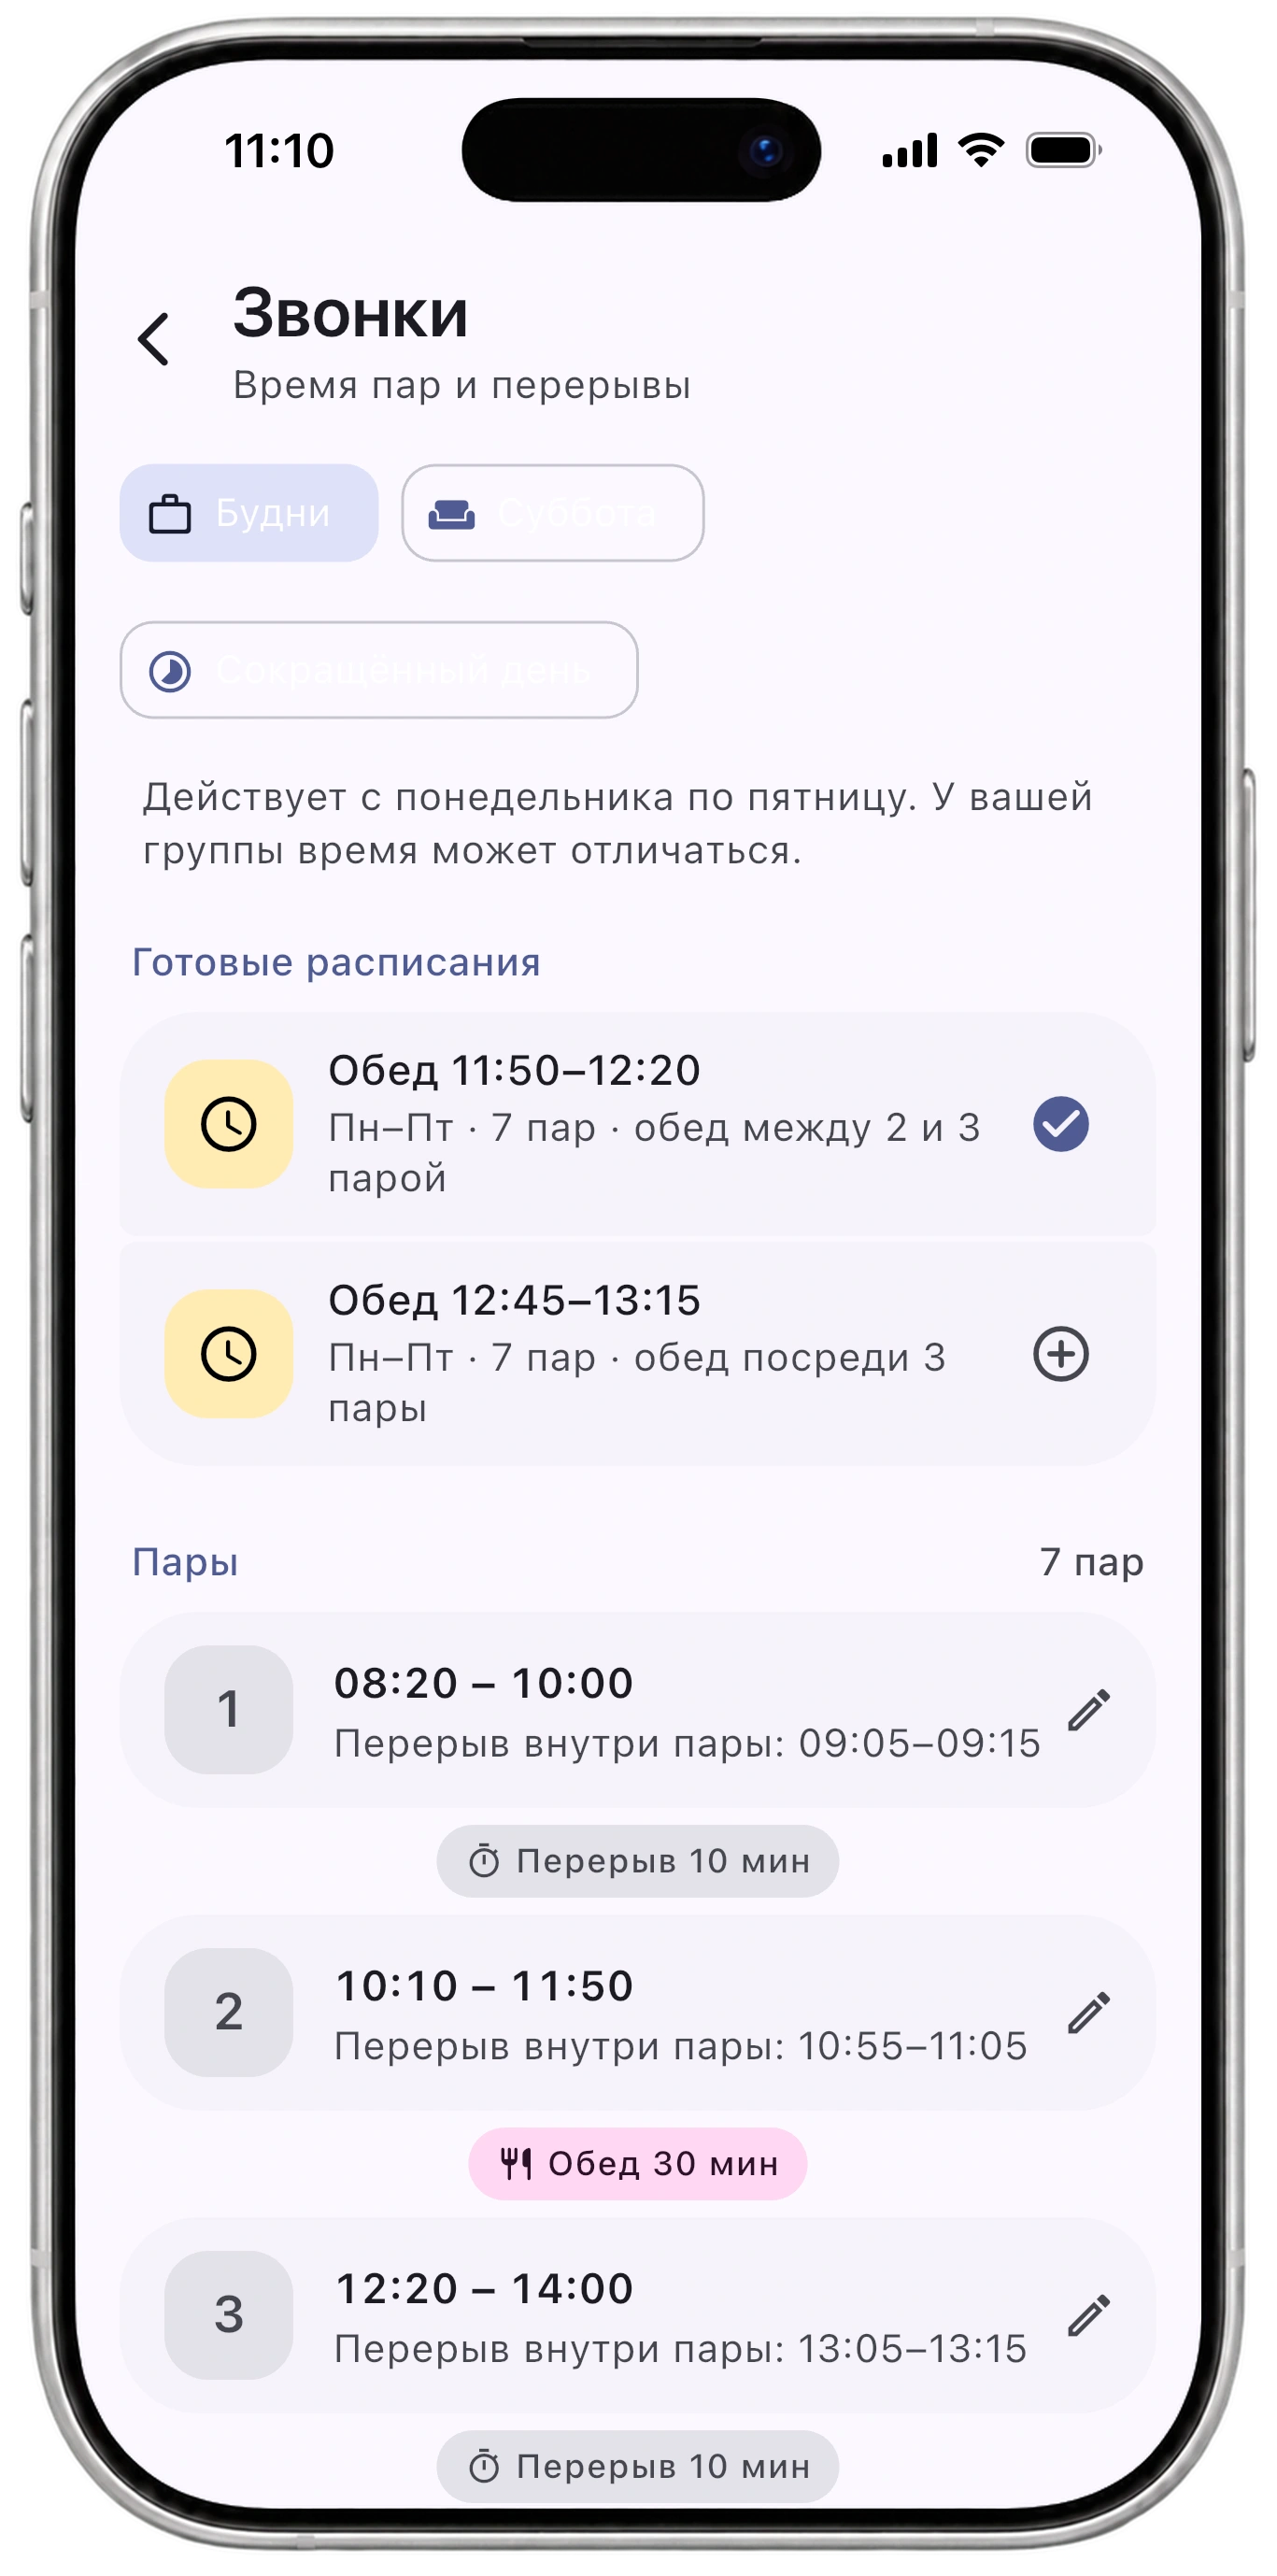 11:10
Звонки
Время пар и перерывы
Будни
Суббота
Сокращённый день
Действует с понедельника по пятницу. У вашей
группы время может отличаться.
Готовые расписания
Обед 11:50–12:20
Пн–Пт · 7 пар · обед между 2 и 3
парой
Обед 12:45–13:15
Пн–Пт · 7 пар · обед посреди 3
пары
Пары
7 пар
1
08:20 – 10:00
Перерыв внутри пары: 09:05–09:15
Перерыв 10 мин
2
10:10 – 11:50
Перерыв внутри пары: 10:55–11:05
Обед 30 мин
3
12:20 – 14:00
Перерыв внутри пары: 13:05–13:15
Перерыв 10 мин